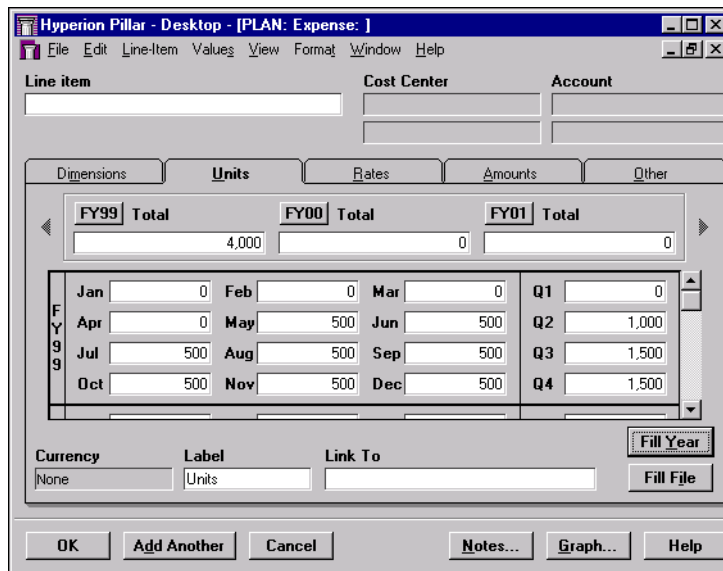 Hyperion Pillar - Desktop - [PLAN: Expense: ]
File Edit Line-Item Values View Format Window Help
Line item Cost Center Account
Dimensions Units Rates Amounts Other
FY99 Total FY00 Total FY01 Total
4,000 0 0
FY99
Jan 0 Feb 0 Mar 0 Q1 0
Apr 0 May 500 Jun 500 Q2 1,000
Jul 500 Aug 500 Sep 500 Q3 1,500
Oct 500 Nov 500 Dec 500 Q4 1,500
Fill Year
Currency Label Link To
None Units Fill File
OK Add Another Cancel Notes... Graph... Help